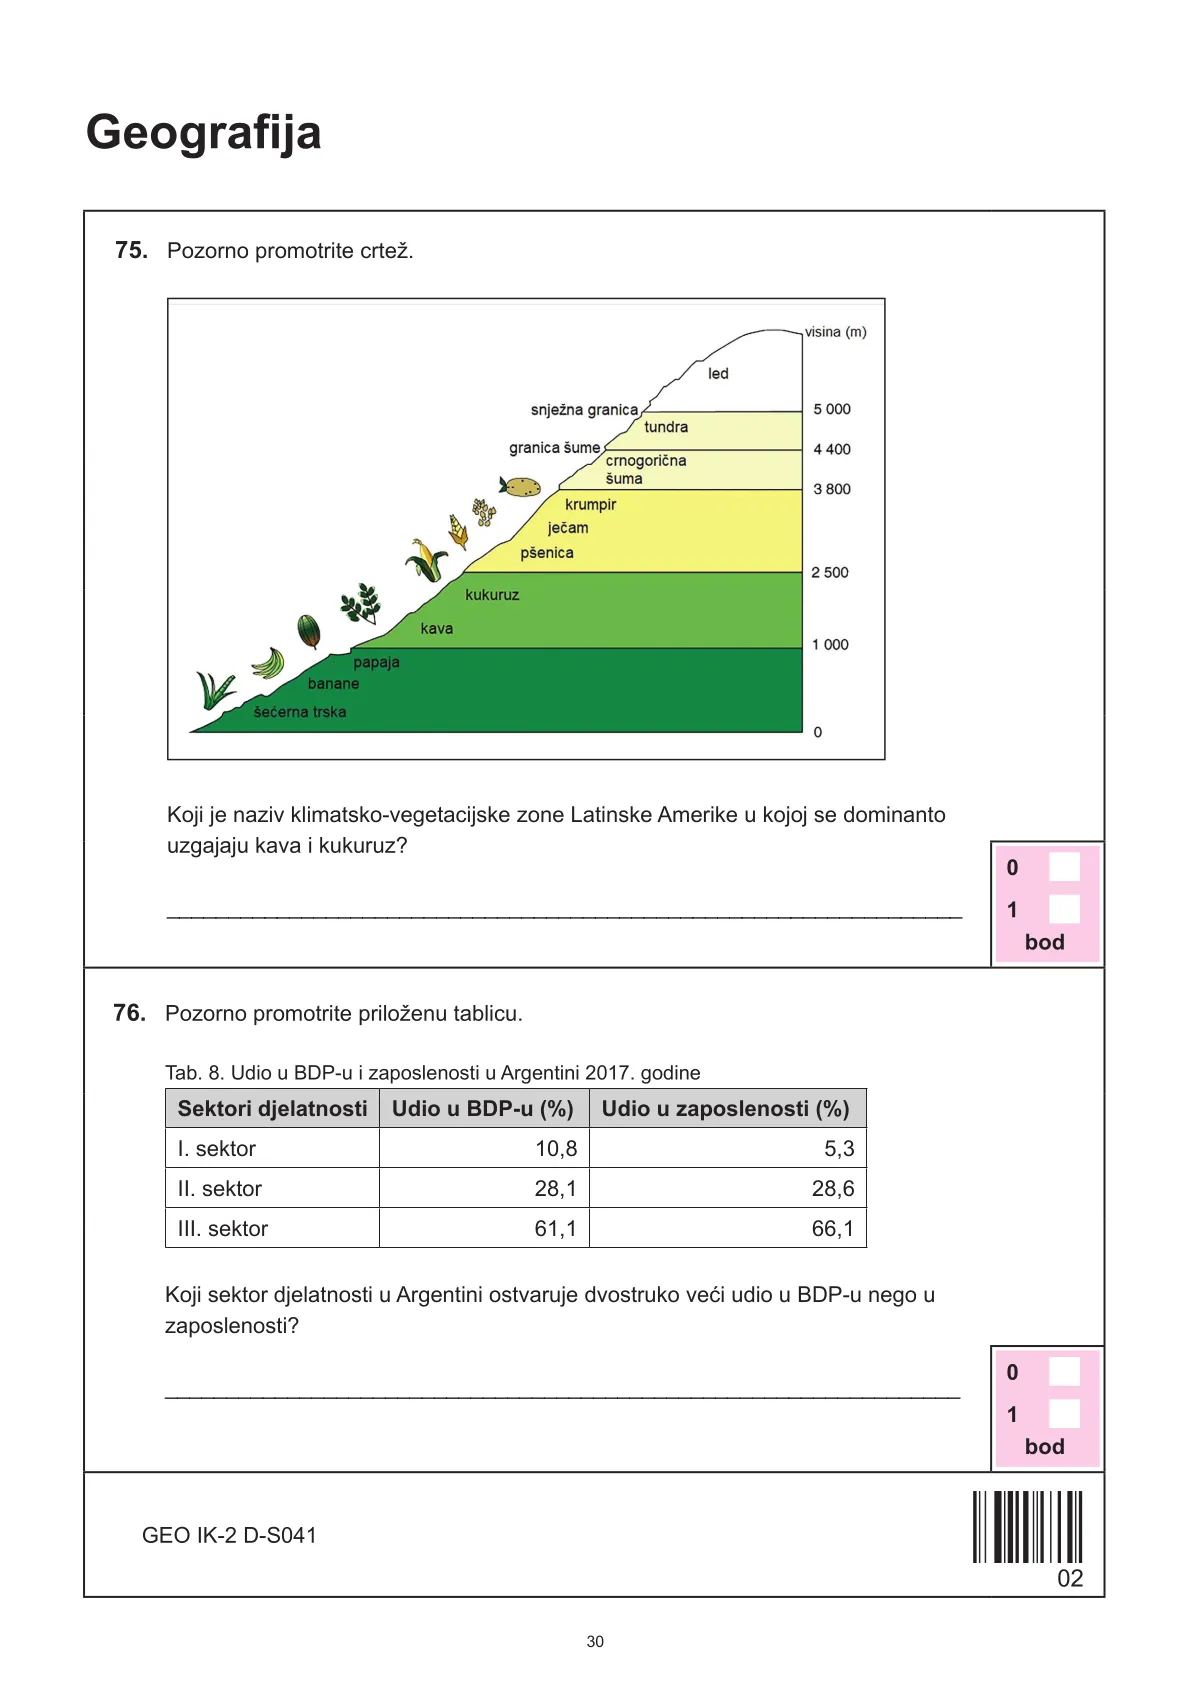 Geografija
75. Pozorno promotrite crtež.
visina (m)
led
snježna granica
5 000
tundra
granica šume
4 400
crnogorična
šuma
3 800
krumpir
ječam
pšenica
2 500
kukuruz
kava
1 000
papaja
banane
šećerna trska
0
Koji je naziv klimatsko-vegetacijske zone Latinske Amerike u kojoj se dominanto
uzgajaju kava i kukuruz?
0
1
bod
76. Pozorno promotrite priloženu tablicu.
Tab. 8. Udio u BDP-u i zaposlenosti u Argentini 2017. godine
Sektori djelatnosti Udio u BDP-u (%) Udio u zaposlenosti (%)
I. sektor 10,8 5,3
II. sektor 28,1 28,6
III. sektor 61,1 66,1
Koji sektor djelatnosti u Argentini ostvaruje dvostruko veći udio u BDP-u nego u
zaposlenosti?
0
1
bod
GEO IK-2 D-S041
02
30